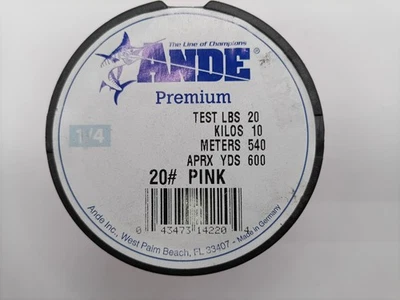 The Line of Champions
ANDE®
Premium
TEST LBS 20
KILOS 10
1/4
METERS 540
APRX YDS 600
20# PINK
0 43473 14220
Ande Inc., West Palm Beach, FL 33407 - Made in Germany